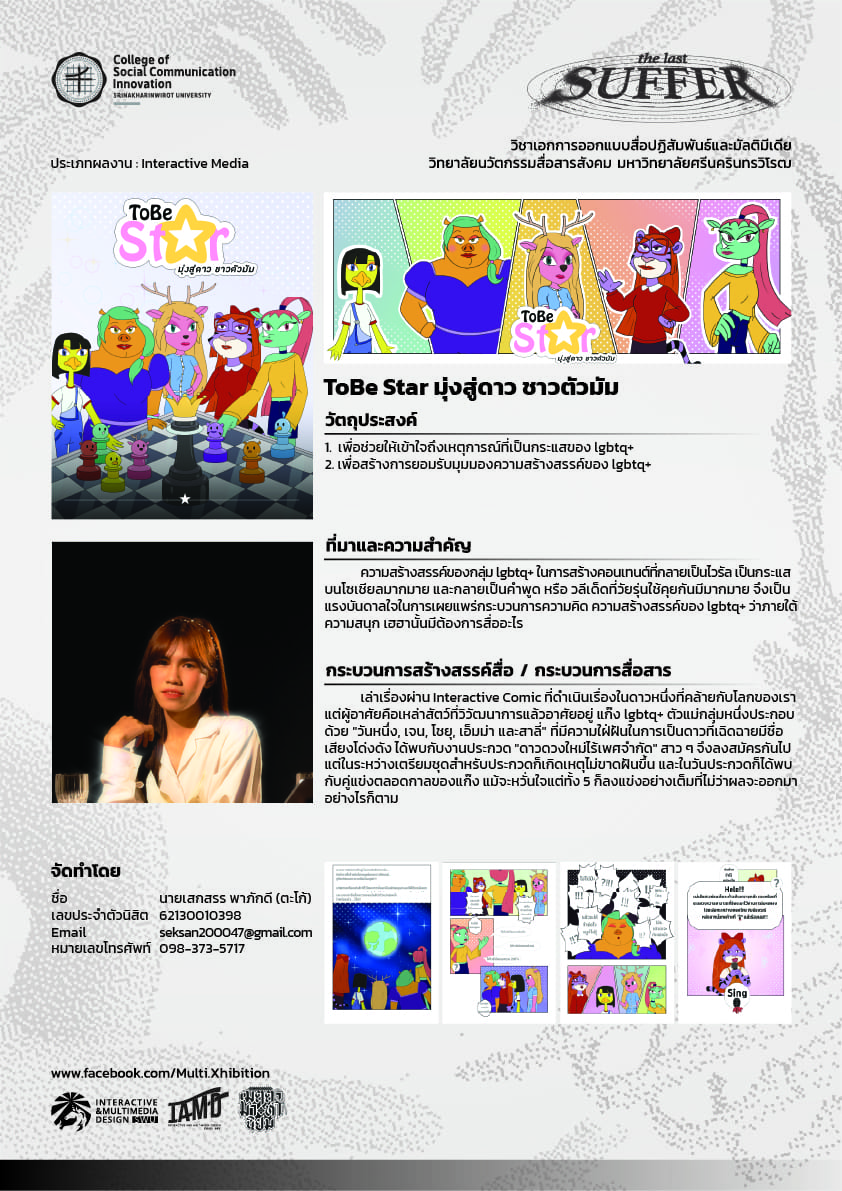 College of
Social Communication
Innovation
SRINAKHARINWIROT UNIVERSITY
the last
SUFFER
วิชาเอกการออกแบบสื่อปฏิสัมพันธ์และมัลติมีเดีย
ประเภทผลงาน : Interactive Media
วิทยาลัยนวัตกรรมสื่อสารสังคม มหาวิทยาลัยศรีนครินทรวิโรฒ
ToBe
Star
มุ่งสู่ดาว ชาวตัวมัม
ToBe
Star
มุ่งสู่ดาว ชาวตัวมัม
ToBe Star มุ่งสู่ดาว ชาวตัวมัม
วัตถุประสงค์
1. เพื่อช่วยให้เข้าใจถึงเหตุการณ์ที่เป็นกระแสของ lgbtq+
2. เพื่อสร้างการยอมรับมุมมองความสร้างสรรค์ของ lgbtq+
ที่มาและความสำคัญ
ความสร้างสรรค์ของกลุ่ม lgbtq+ ในการสร้างคอนเทนต์ที่กลายเป็นไวรัล เป็นกระแส
บนโซเชียลมากมาย และกลายเป็นคำพูด หรือ วลีเด็ดที่วัยรุ่นใช้คุยกันมีมากมาย จึงเป็น
แรงบันดาลใจในการเผยแพร่กระบวนการความคิด ความสร้างสรรค์ของ lgbtq+ ว่าภายใต้
ความสนุก เฮฮานั้นมีต้องการสื่ออะไร
กระบวนการสร้างสรรค์สื่อ / กระบวนการสื่อสาร
เล่าเรื่องผ่าน Interactive Comic ที่ดำเนินเรื่องในดาวหนึ่งที่คล้ายกับโลกของเรา
แต่ผู้อาศัยคือเหล่าสัตว์ที่วิวัฒนาการแล้วอาศัยอยู่ แก๊ง lgbtq+ ตัวแม่กลุ่มหนึ่งประกอบ
ด้วย "วันหนึ่ง, เจน, โชยุ, เอ็มม่า และสาลี่" ที่มีความใฝ่ฝันในการเป็นดาวที่เฉิดฉายมีชื่อ
เสียงโด่งดัง ได้พบกับงานประกวด "ดาวดวงใหม่ไร้เพศจำกัด" สาว ๆ จึงลงสมัครกันไป
แต่ในระหว่างเตรียมชุดสำหรับประกวดก็เกิดเหตุไม่ขาดฝันขึ้น และในวันประกวดก็ได้พบ
กับคู่แข่งตลอดกาลของแก๊ง แม้จะหวั่นใจแต่ทั้ง 5 ก็ลงแข่งอย่างเต็มที่ไม่ว่าผลจะออกมา
อย่างไรก็ตาม
จัดทำโดย
ชื่อ นายเสกสรร พาภักดี (ตะโก้)
เลขประจำตัวนิสิต 62130010398
Email seksan200047@gmail.com
หมายเลขโทรศัพท์ 098-373-5717
?!!!
!!!
Hello!!!
Sing
www.facebook.com/Multi.Xhibition
INTERACTIVE
&MULTIMEDIA
DESIGN SWU
IAMD